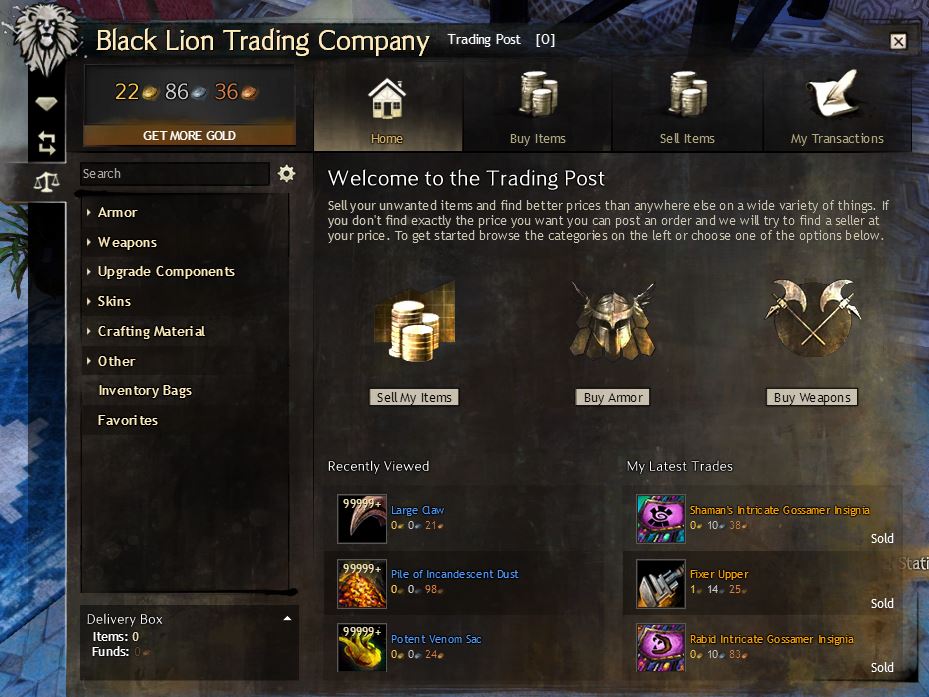 Black Lion Trading Company Trading Post [0]
22 86 36
GET MORE GOLD
Home
Buy Items
Sell Items
My Transactions
Search
Armor
Weapons
Upgrade Components
Skins
Crafting Material
Other
Inventory Bags
Favorites
Delivery Box
Items: 0
Funds: 0
Welcome to the Trading Post
Sell your unwanted items and find better prices than anywhere else on a wide variety of things. If
you don't find exactly the price you want you can post an order and we will try to find a seller at
your price. To get started browse the categories on the left or choose one of the options below.
Sell My Items
Buy Armor
Buy Weapons
Recently Viewed
99999+
Large Claw
0 0 21
99999+
Pile of Incandescent Dust
0 0 98
99999+
Potent Venom Sac
0 0 24
My Latest Trades
Shaman's Intricate Gossamer Insignia
0 10 38
Sold
Fixer Upper
1 14 25
Sold
Rabid Intricate Gossamer Insignia
0 10 83
Sold